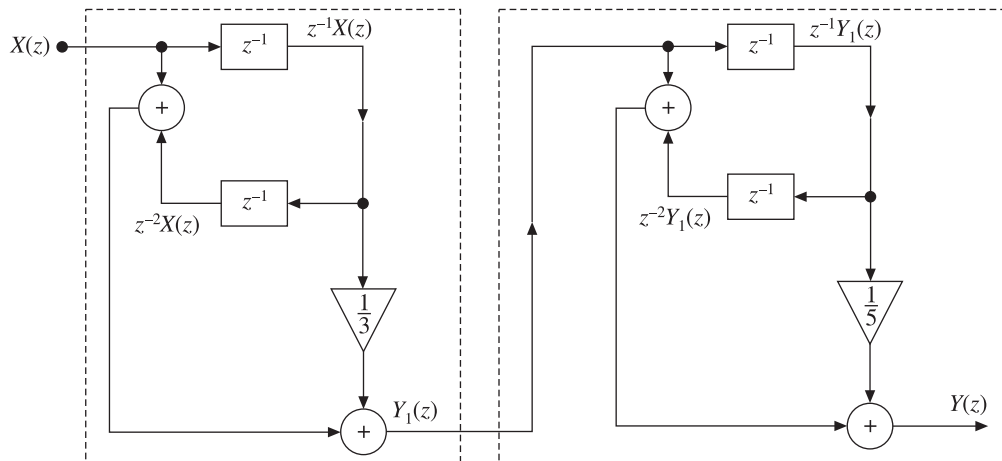 X(z)
z⁻¹
z⁻¹X(z)
+
z⁻¹
z⁻²X(z)
1/3
+
Y₁(z)
z⁻¹
z⁻¹Y₁(z)
+
z⁻¹
z⁻²Y₁(z)
1/5
+
Y(z)